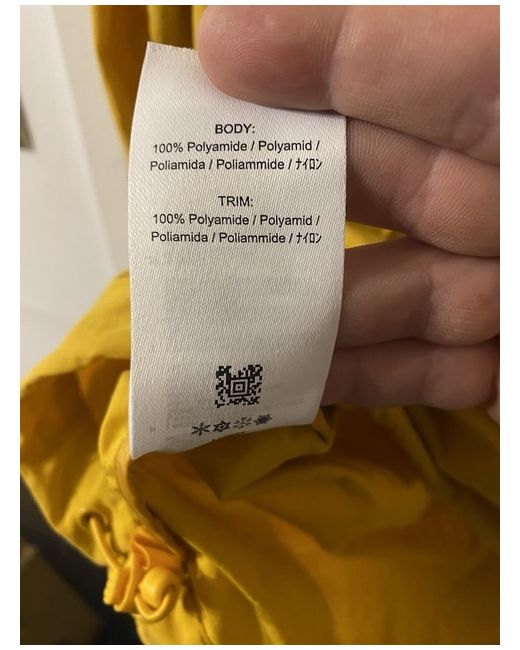 BODY:
100% Polyamide / Polyamid /
Poliamida / Poliammide / ナイロン
TRIM:
100% Polyamide / Polyamid /
Poliamida / Poliammide / ナイロン